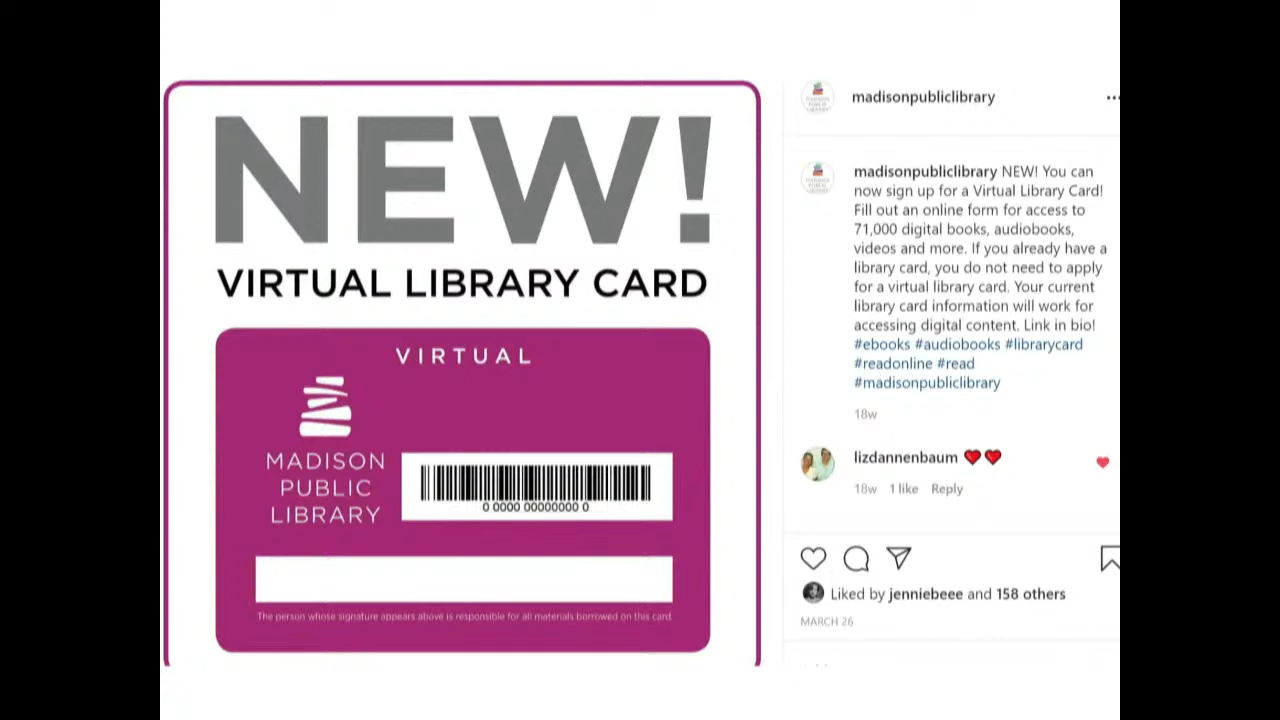 NEW!
VIRTUAL LIBRARY CARD
VIRTUAL
MADISON
PUBLIC
LIBRARY
0 0000 00000000 0
The person whose signature appears above is responsible for all materials borrowed on this card.
madisonpubliclibrary
madisonpubliclibrary NEW! You can
now sign up for a Virtual Library Card!
Fill out an online form for access to
71,000 digital books, audiobooks,
videos and more. If you already have a
library card, you do not need to apply
for a virtual library card. Your current
library card information will work for
accessing digital content. Link in bio!
#ebooks #audiobooks #librarycard
#readonline #read
#madisonpubliclibrary
18w
lizdannenbaum ❤️❤️
18w 1 like Reply
Liked by jenniebeee and 158 others
MARCH 26